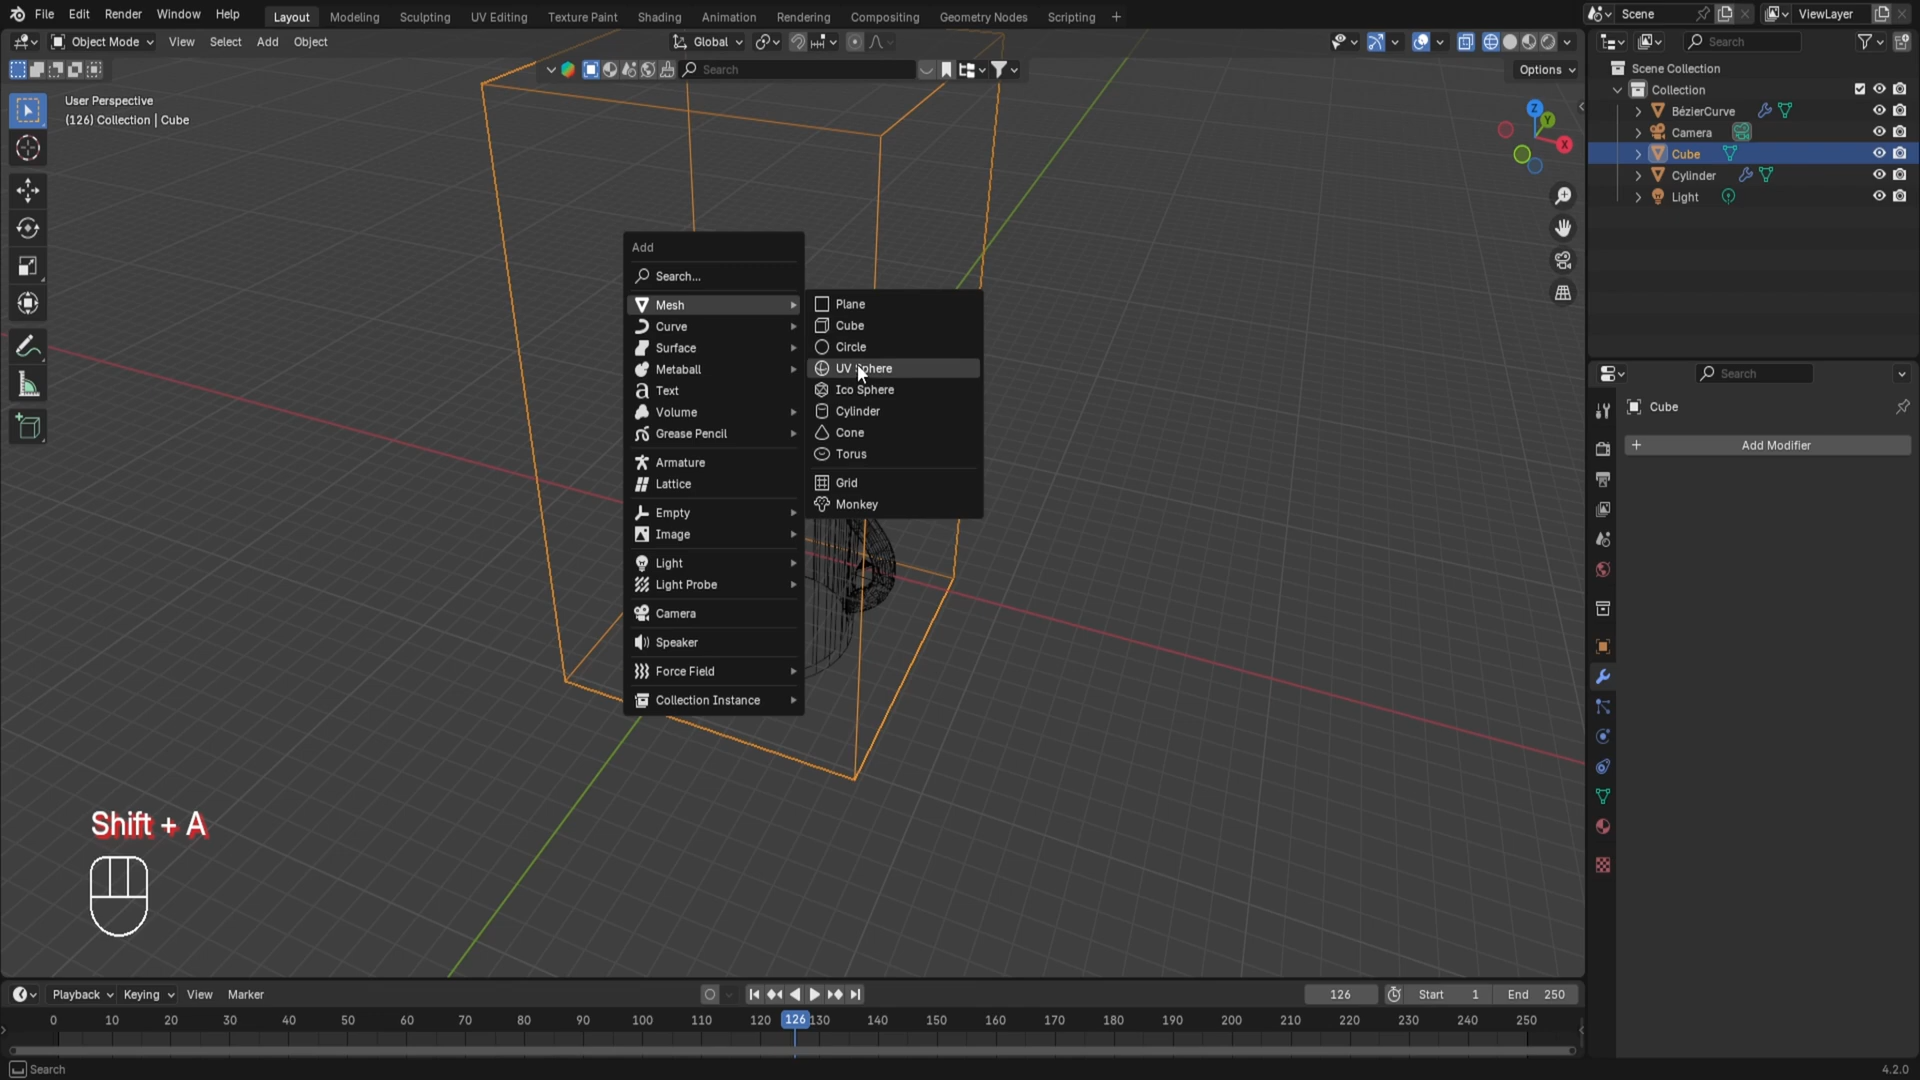 File Edit Render Window Help
Layout Modeling Sculpting UV Editing Texture Paint Shading Animation Rendering Compositing Geometry Nodes Scripting +
Scene
ViewLayer
Object Mode View Select Add Object
Global
Search
Options
User Perspective
(126) Collection | Cube
Z
Y
X
Add
Search...
Mesh
Curve
Surface
Metaball
Text
Volume
Grease Pencil
Armature
Lattice
Empty
Image
Light
Light Probe
Camera
Speaker
Force Field
Collection Instance
Plane
Cube
Circle
UV Sphere
Ico Sphere
Cylinder
Cone
Torus
Grid
Monkey
Search
Scene Collection
Collection
BézierCurve
Camera
Cube
Cylinder
Light
Search
Cube
+ Add Modifier
Shift + A
Playback Keying View Marker
126 Start 1 End 250
0 10 20 30 40 50 60 70 80 90 100 110 120 126 130 140 150 160 170 180 190 200 210 220 230 240 250
Search
4.2.0